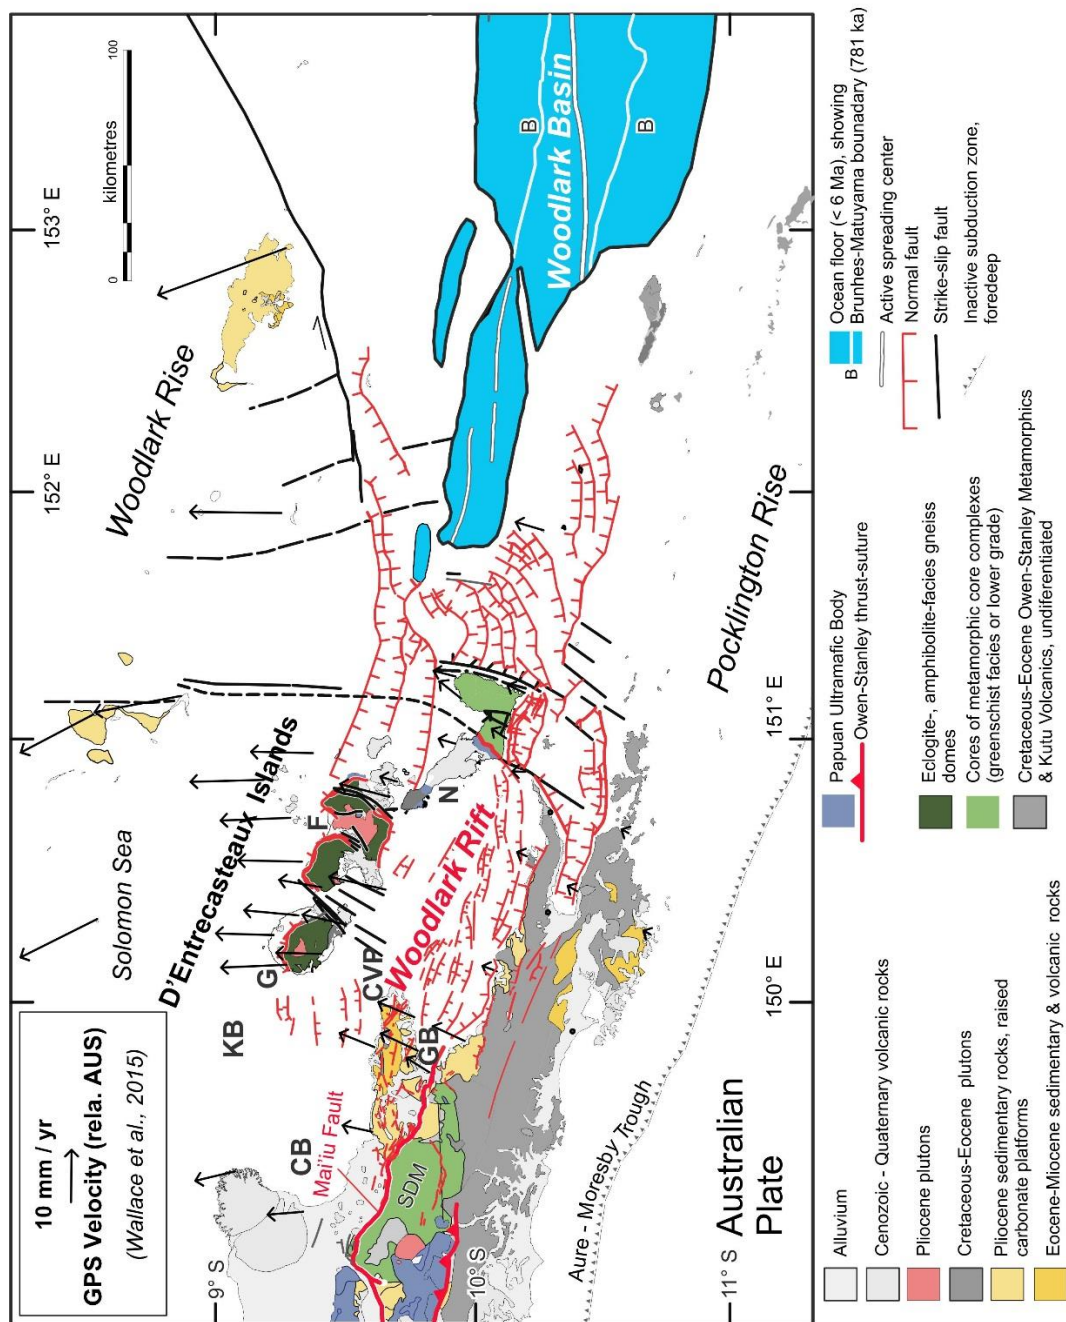 10 mm / yr
GPS Velocity (rela. AUS)
(Wallace et al., 2015)
150° E
151° E
152° E
153° E
0
kilometres
100
9° S
10° S
11° S
Solomon Sea
Woodlark Rise
D'Entrecasteaux Islands
KB
G
F
CB
CVP
Mai'iu Fault
GB
Woodlark Rift
N
SDM
B
Woodlark Basin
B
Pocklington Rise
Australian
Plate
Aure - Moresby Trough
Alluvium
Cenozoic - Quaternary volcanic rocks
Pliocene plutons
Cretaceous-Eocene plutons
Pliocene sedimentary rocks, raised
carbonate platforms
Eocene-Miocene sedimentary & volcanic rocks
Papuan Ultramafic Body
Owen-Stanley thrust-suture
Eclogite-, amphibolite-facies gneiss
domes
Cores of metamorphic core complexes
(greenschist facies or lower grade)
Cretaceous-Eocene Owen-Stanley Metamorphics
& Kutu Volcanics, undifferentiated
Ocean floor (< 6 Ma), showing
B Brunhes-Matuyama bounadary (781 ka)
Active spreading center
Normal fault
Strike-slip fault
Inactive subduction zone,
foredeep